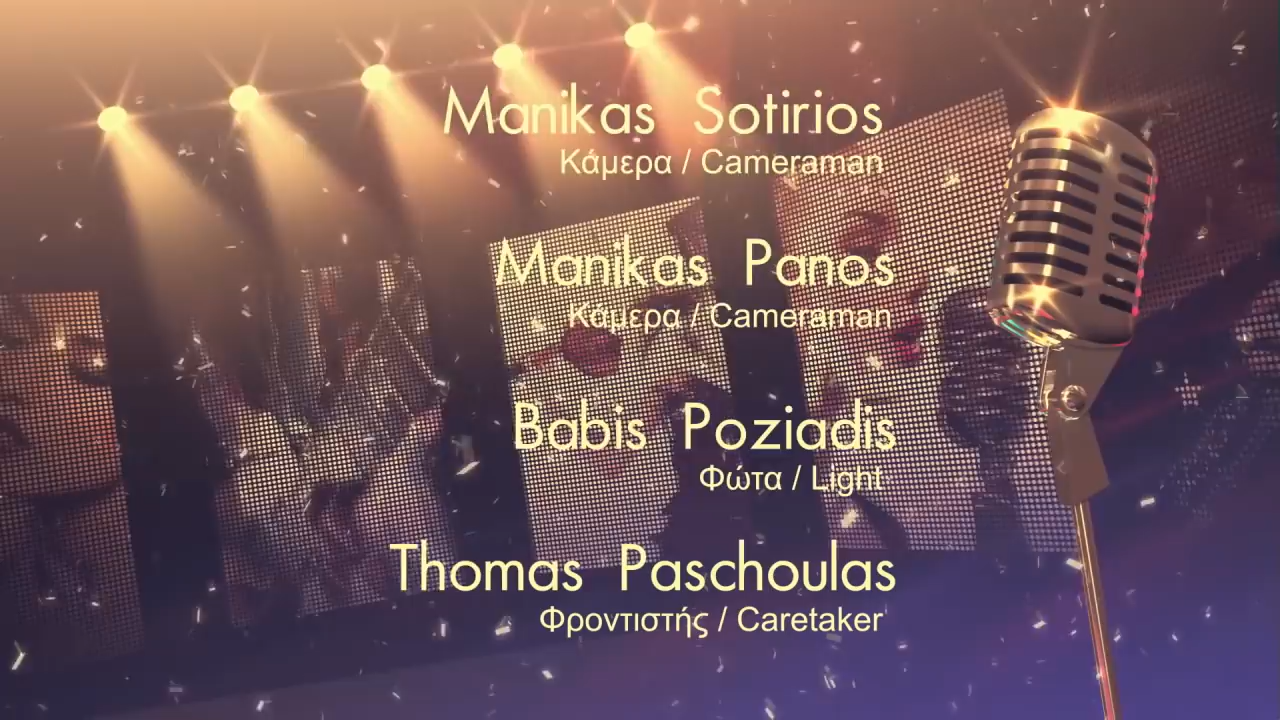 Manikas Sotirios
Κάμερα / Cameraman
Manikas Panos
Κάμερα / Cameraman
Babis Poziadis
Φώτα / Light
Thomas Paschoulas
Φροντιστής / Caretaker